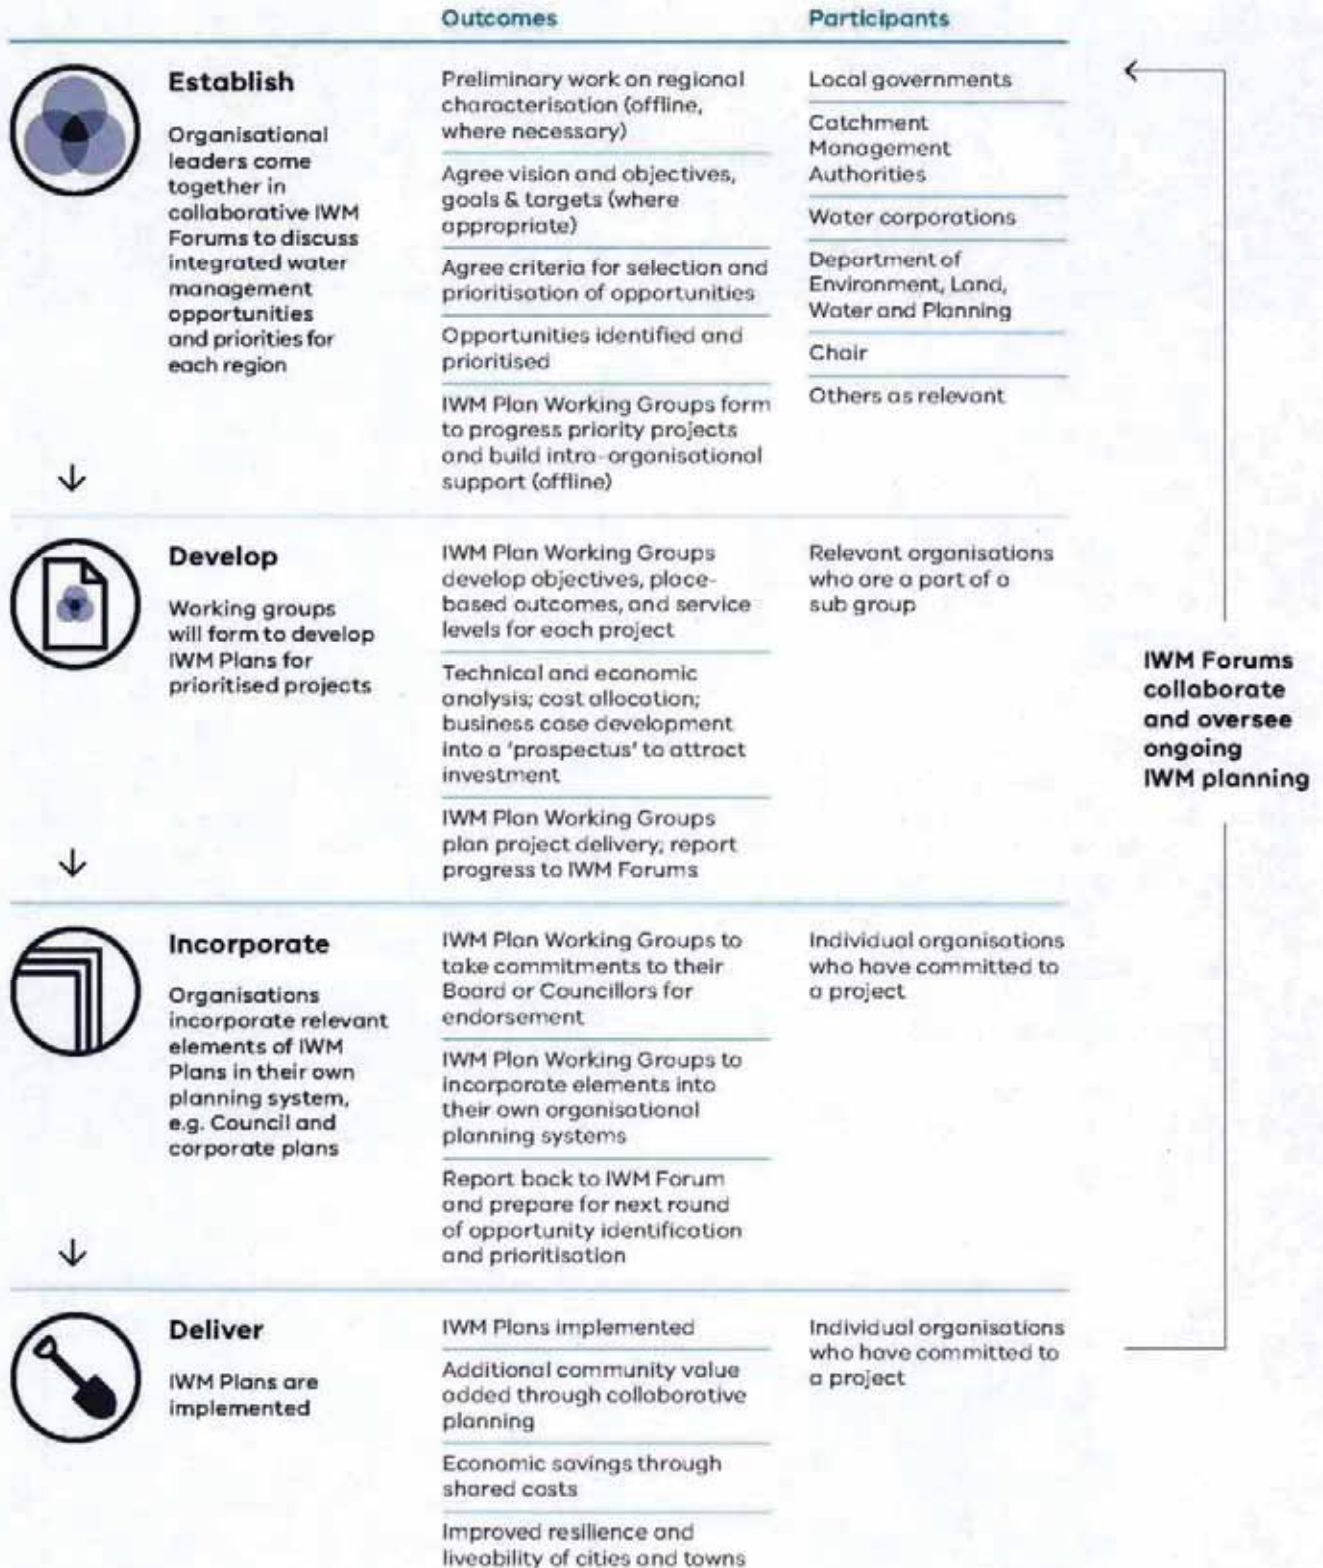 Outcomes
Participants
Establish
Organisational
leaders come
together in
collaborative IWM
Forums to discuss
integrated water
management
opportunities
and priorities for
each region
Preliminary work on regional
characterisation (offline,
where necessary)
Agree vision and objectives,
goals & targets (where
appropriate)
Agree criteria for selection and
prioritisation of opportunities
Opportunities identified and
prioritised
IWM Plan Working Groups form
to progress priority projects
and build intra-organisational
support (offline)
Local governments
Catchment
Management
Authorities
Water corporations
Department of
Environment, Land,
Water and Planning
Chair
Others as relevant
Develop
Working groups
will form to develop
IWM Plans for
prioritised projects
IWM Plan Working Groups
develop objectives, place-
based outcomes, and service
levels for each project
Technical and economic
analysis; cost allocation;
business case development
into a 'prospectus' to attract
investment
IWM Plan Working Groups
plan project delivery; report
progress to IWM Forums
Relevant organisations
who are a part of a
sub group
Incorporate
Organisations
incorporate relevant
elements of IWM
Plans in their own
planning system,
e.g. Council and
corporate plans
IWM Plan Working Groups to
take commitments to their
Board or Councillors for
endorsement
IWM Plan Working Groups to
incorporate elements into
their own organisational
planning systems
Report back to IWM Forum
and prepare for next round
of opportunity identification
and prioritisation
Individual organisations
who have committed to
a project
Deliver
IWM Plans are
implemented
IWM Plans implemented
Additional community value
added through collaborative
planning
Economic savings through
shared costs
Improved resilience and
liveability of cities and towns
Individual organisations
who have committed to
a project
IWM Forums
collaborate
and oversee
ongoing
IWM planning